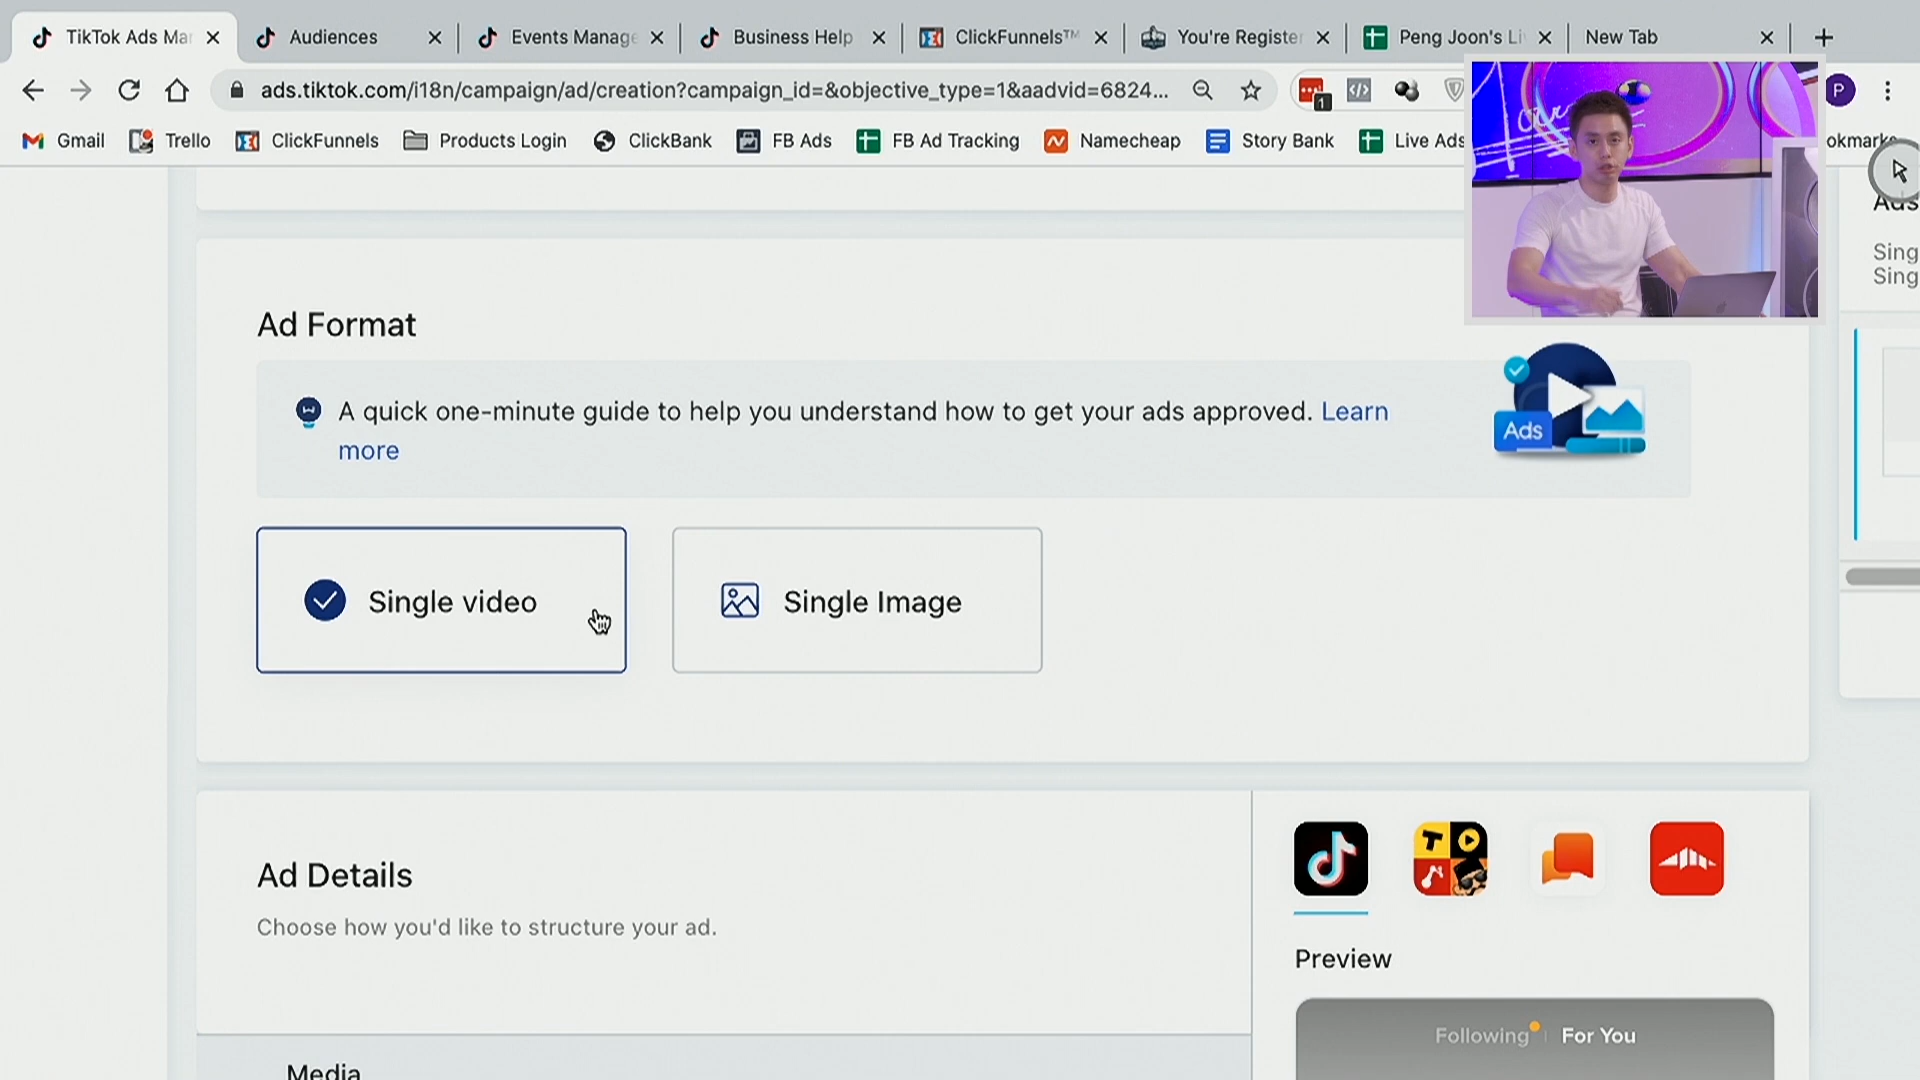 TikTok Ads Mar
Audiences
Events Manage
Business Help
ClickFunnels™
You're Register
Peng Joon's Li
New Tab
ads.tiktok.com/i18n/campaign/ad/creation?campaign_id=&objective_type=1&aadvid=6824...
1
P
Gmail
Trello
ClickFunnels
Products Login
ClickBank
FB Ads
FB Ad Tracking
Namecheap
Story Bank
Live Ads
okmarks
Ads
Sing
Sing
Ad Format
A quick one-minute guide to help you understand how to get your ads approved. Learn
more
Ads
Single video
Single Image
Ad Details
Choose how you'd like to structure your ad.
Preview
Following
For You
Media